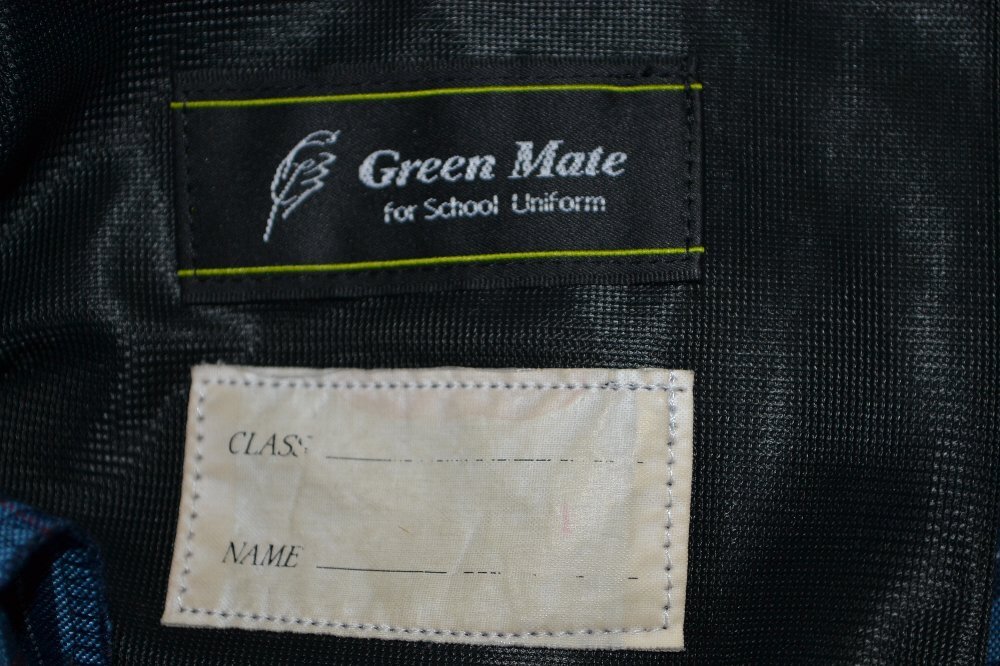 Green Mate
for School Uniform
CLASS
NAME